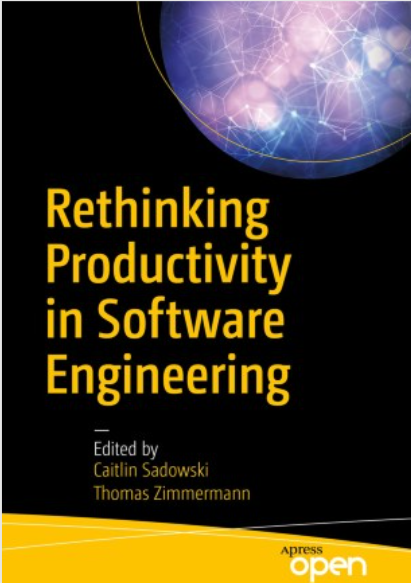 Rethinking
Productivity
in Software
Engineering
Edited by
Caitlin Sadowski
Thomas Zimmermann
Apress
open